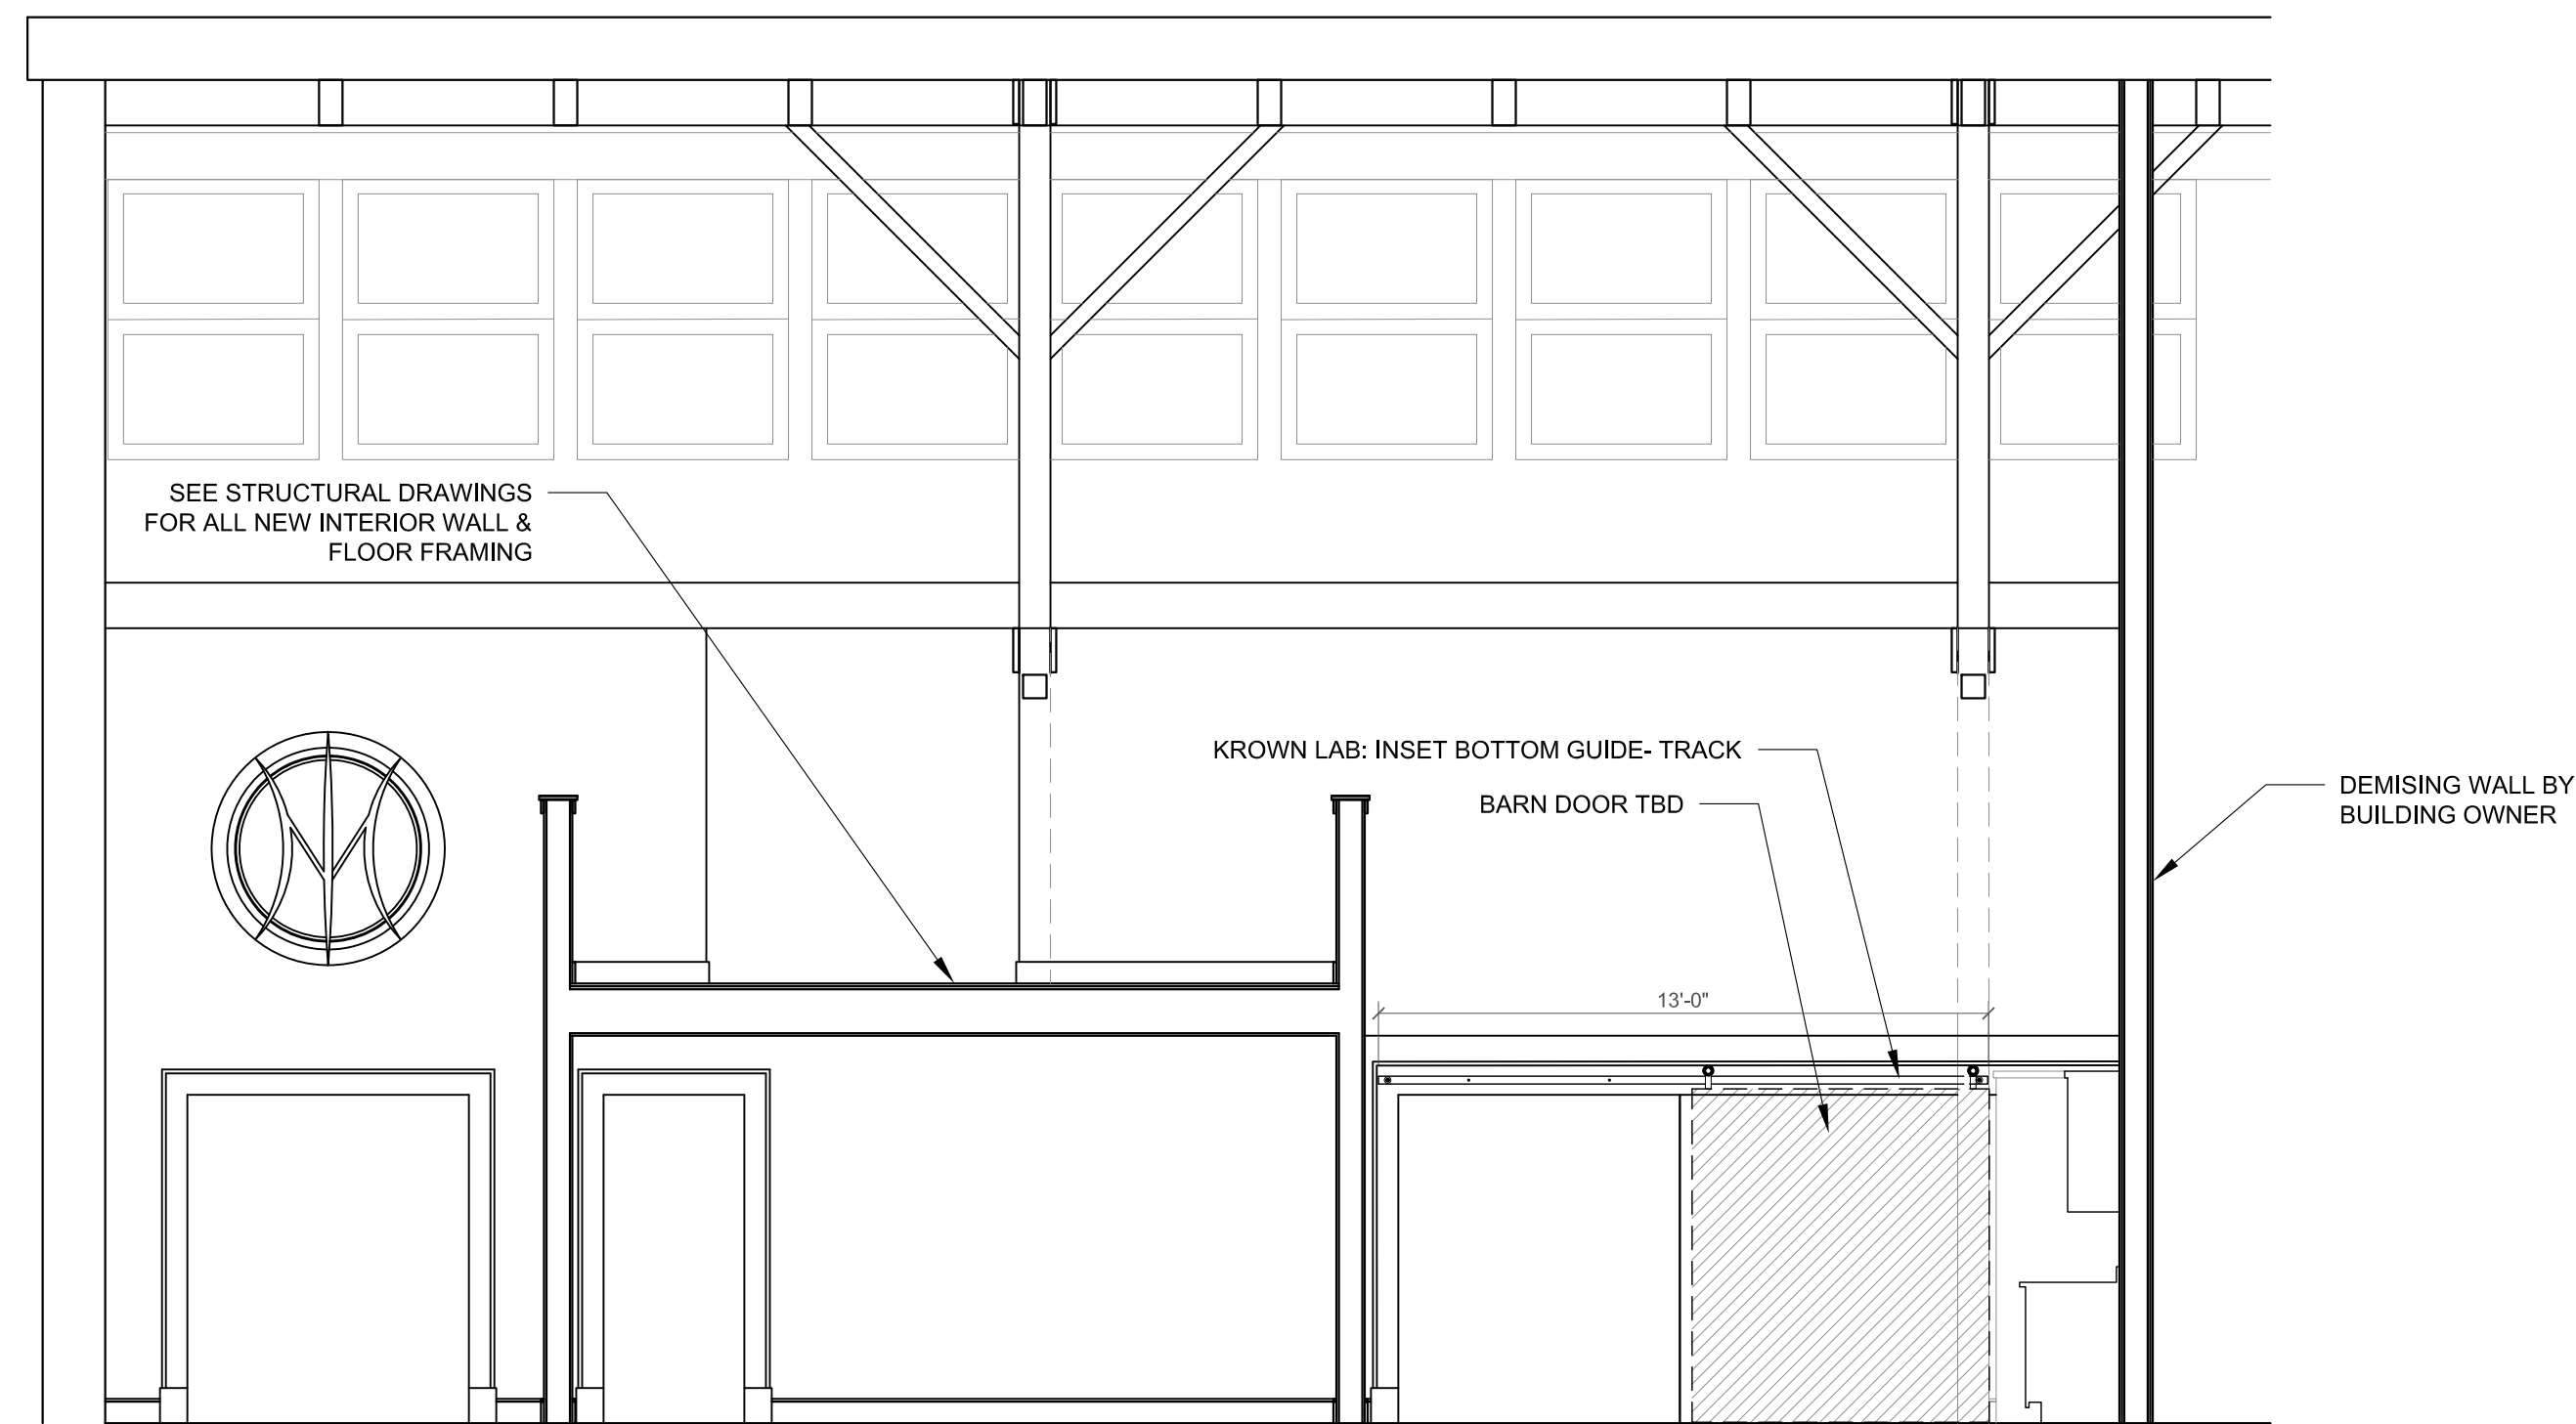 SEE STRUCTURAL DRAWINGS
FOR ALL NEW INTERIOR WALL &
FLOOR FRAMING
KROWN LAB: INSET BOTTOM GUIDE- TRACK
BARN DOOR TBD
DEMISING WALL BY
BUILDING OWNER
13'-0"